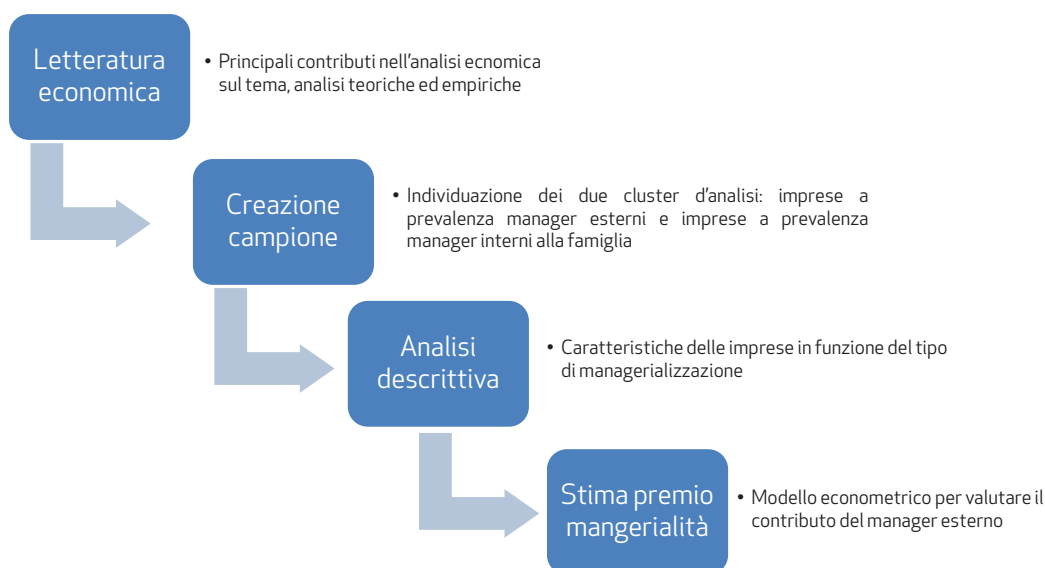 Letteratura
economica
• Principali contributi nell'analisi ecnomica
sul tema, analisi teoriche ed empiriche
Creazione
campione
• Individuazione dei due cluster d'analisi: imprese a
prevalenza manager esterni e imprese a prevalenza
manager interni alla famiglia
Analisi
descrittiva
• Caratteristiche delle imprese in funzione del tipo
di managerializzazione
Stima premio
mangerialità
• Modello econometrico per valutare il
contributo del manager esterno